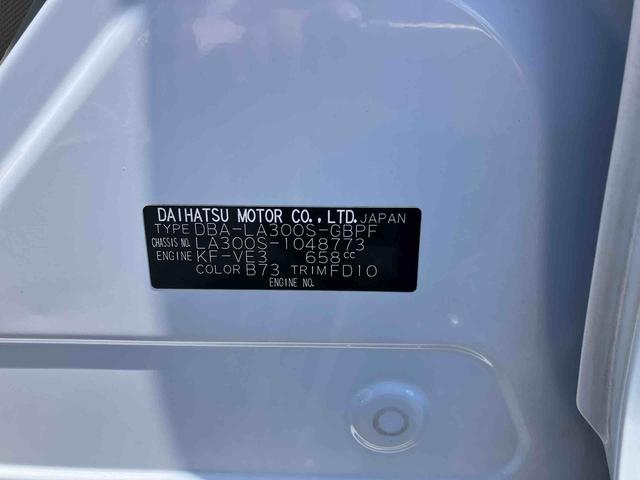 DAIHATSU MOTOR CO.,LTD. JAPAN
TYPE DBA-LA300S-GBPF
CHASSIS NO. LA300S-1048773
ENGINE KF-VE3 658cc
COLOR B73 TRIM FD10
ENGINE NO.